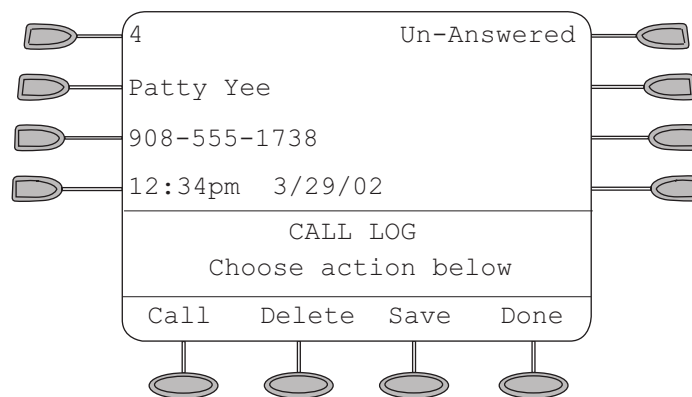 4 Un-Answered
Patty Yee
908-555-1738
12:34pm 3/29/02
CALL LOG
Choose action below
Call Delete Save Done